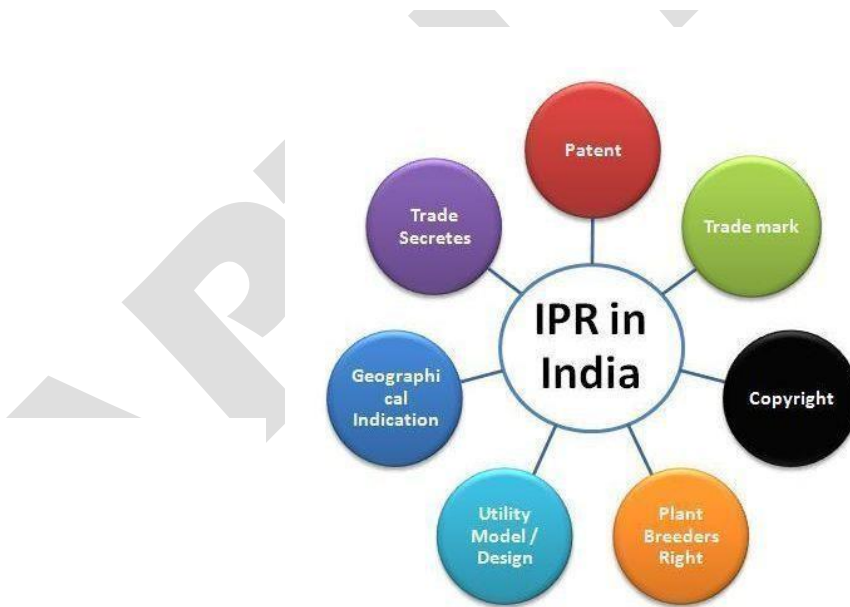 Patent
Trade mark
Copyright
Plant
Breeders
Right
Utility
Model /
Design
Geographi
cal
Indication
Trade
Secretes
IPR in
India